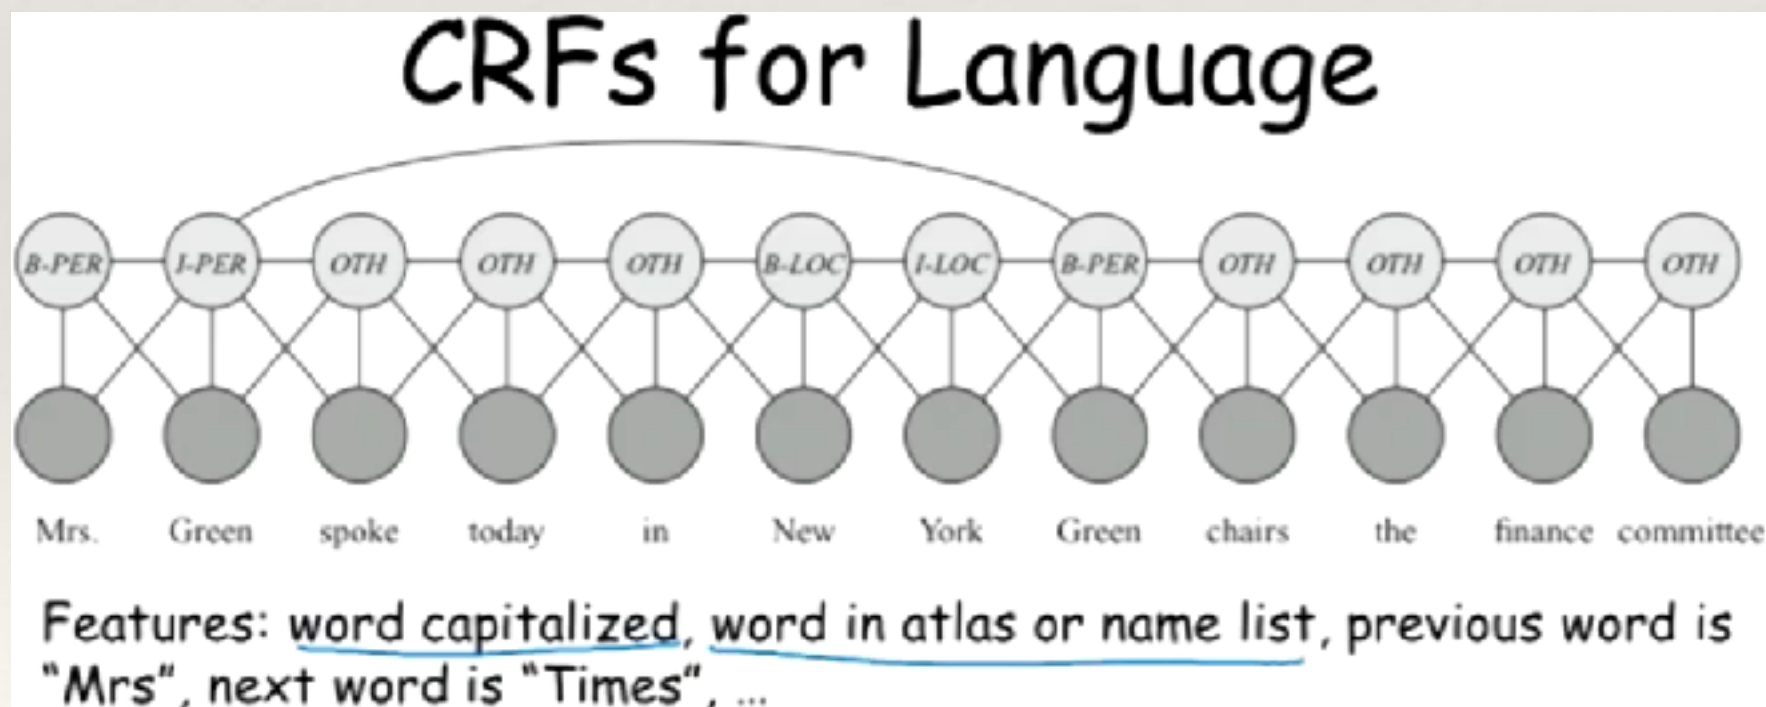 CRFs for Language
B-PER I-PER OTH OTH OTH B-LOC I-LOC B-PER OTH OTH OTH OTH
Mrs. Green spoke today in New York Green chairs the finance committee
Features: word capitalized, word in atlas or name list, previous word is
“Mrs”, next word is “Times”, ...